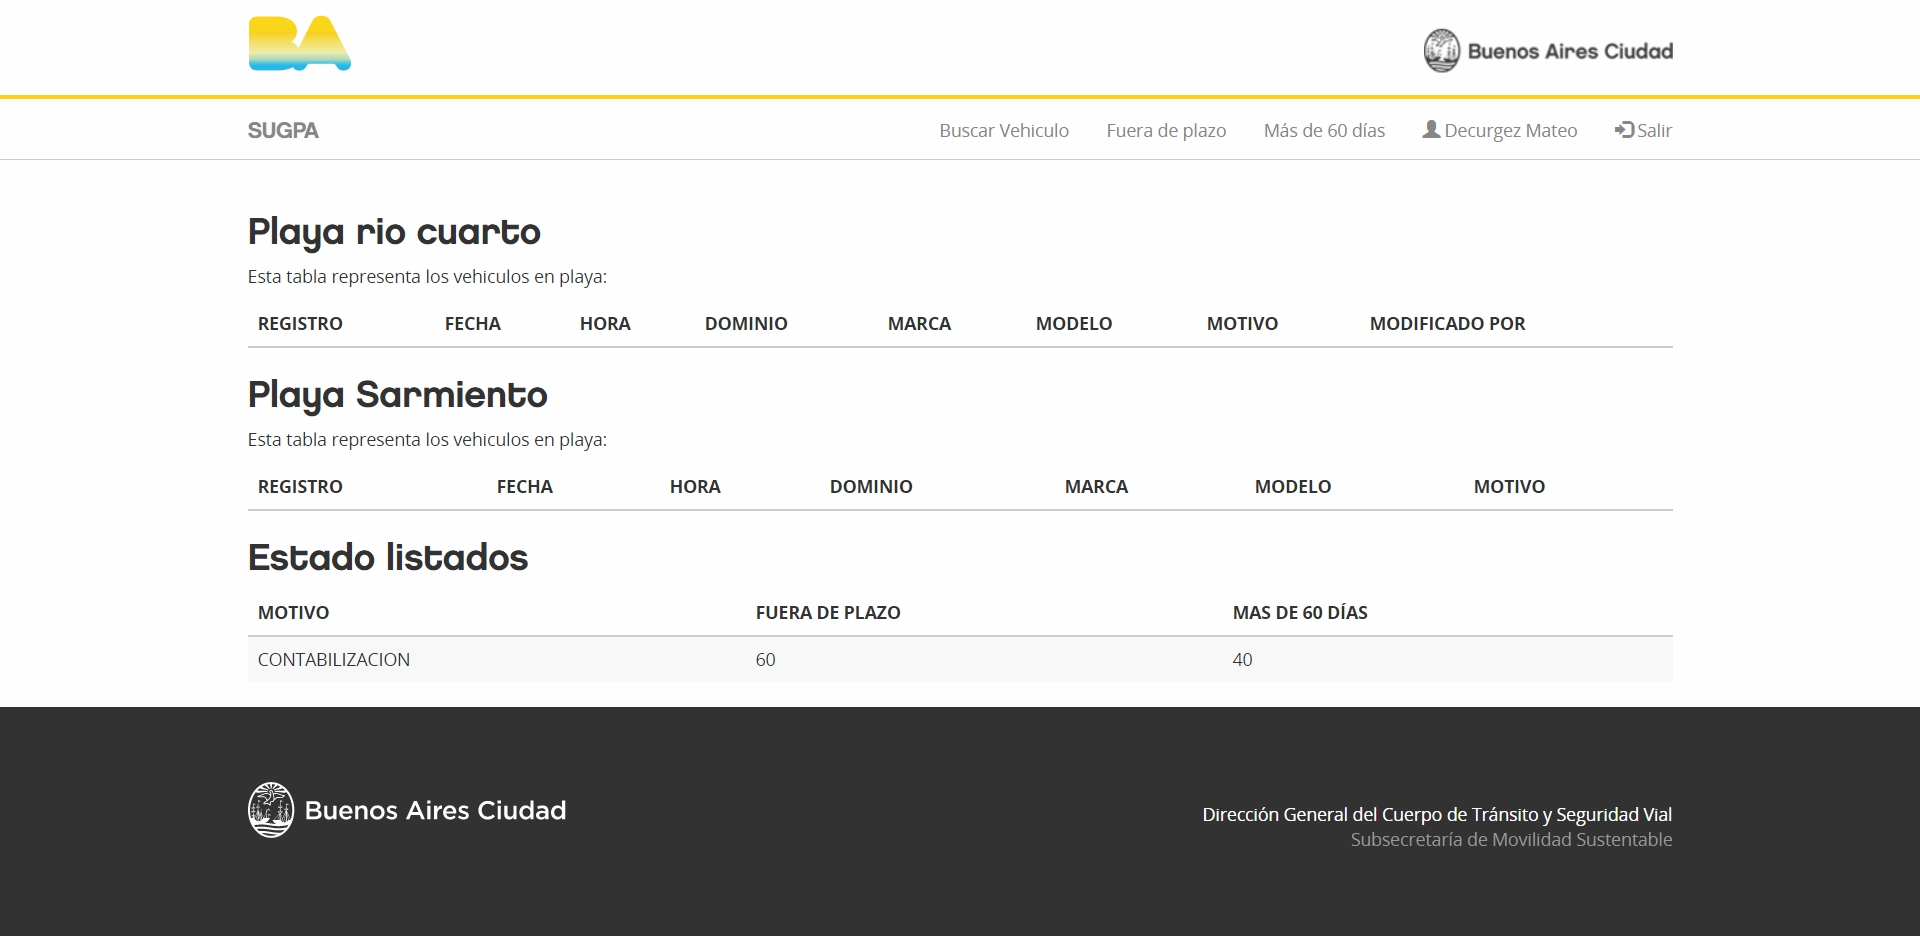 BA
Buenos Aires Ciudad
SUGPA
Buscar Vehiculo
Fuera de plazo
Más de 60 días
Decurgez Mateo
Salir
Playa rio cuarto
Esta tabla representa los vehiculos en playa:
REGISTRO FECHA HORA DOMINIO MARCA MODELO MOTIVO MODIFICADO POR
Playa Sarmiento
Esta tabla representa los vehiculos en playa:
REGISTRO FECHA HORA DOMINIO MARCA MODELO MOTIVO
Estado listados
MOTIVO FUERA DE PLAZO MAS DE 60 DÍAS
CONTABILIZACION 60 40
Buenos Aires Ciudad
Dirección General del Cuerpo de Tránsito y Seguridad Vial
Subsecretaría de Movilidad Sustentable